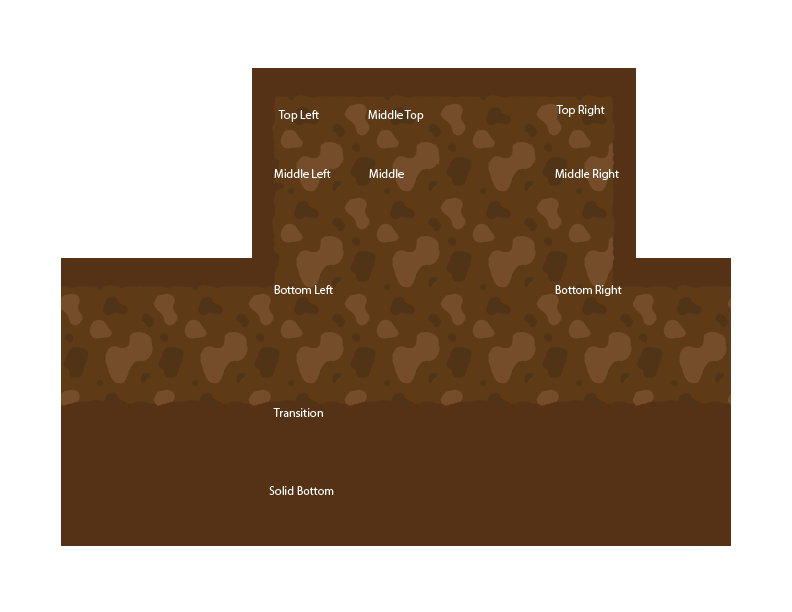 Top Left
Middle Top
Top Right
Middle Left
Middle
Middle Right
Bottom Left
Bottom Right
Transition
Solid Bottom